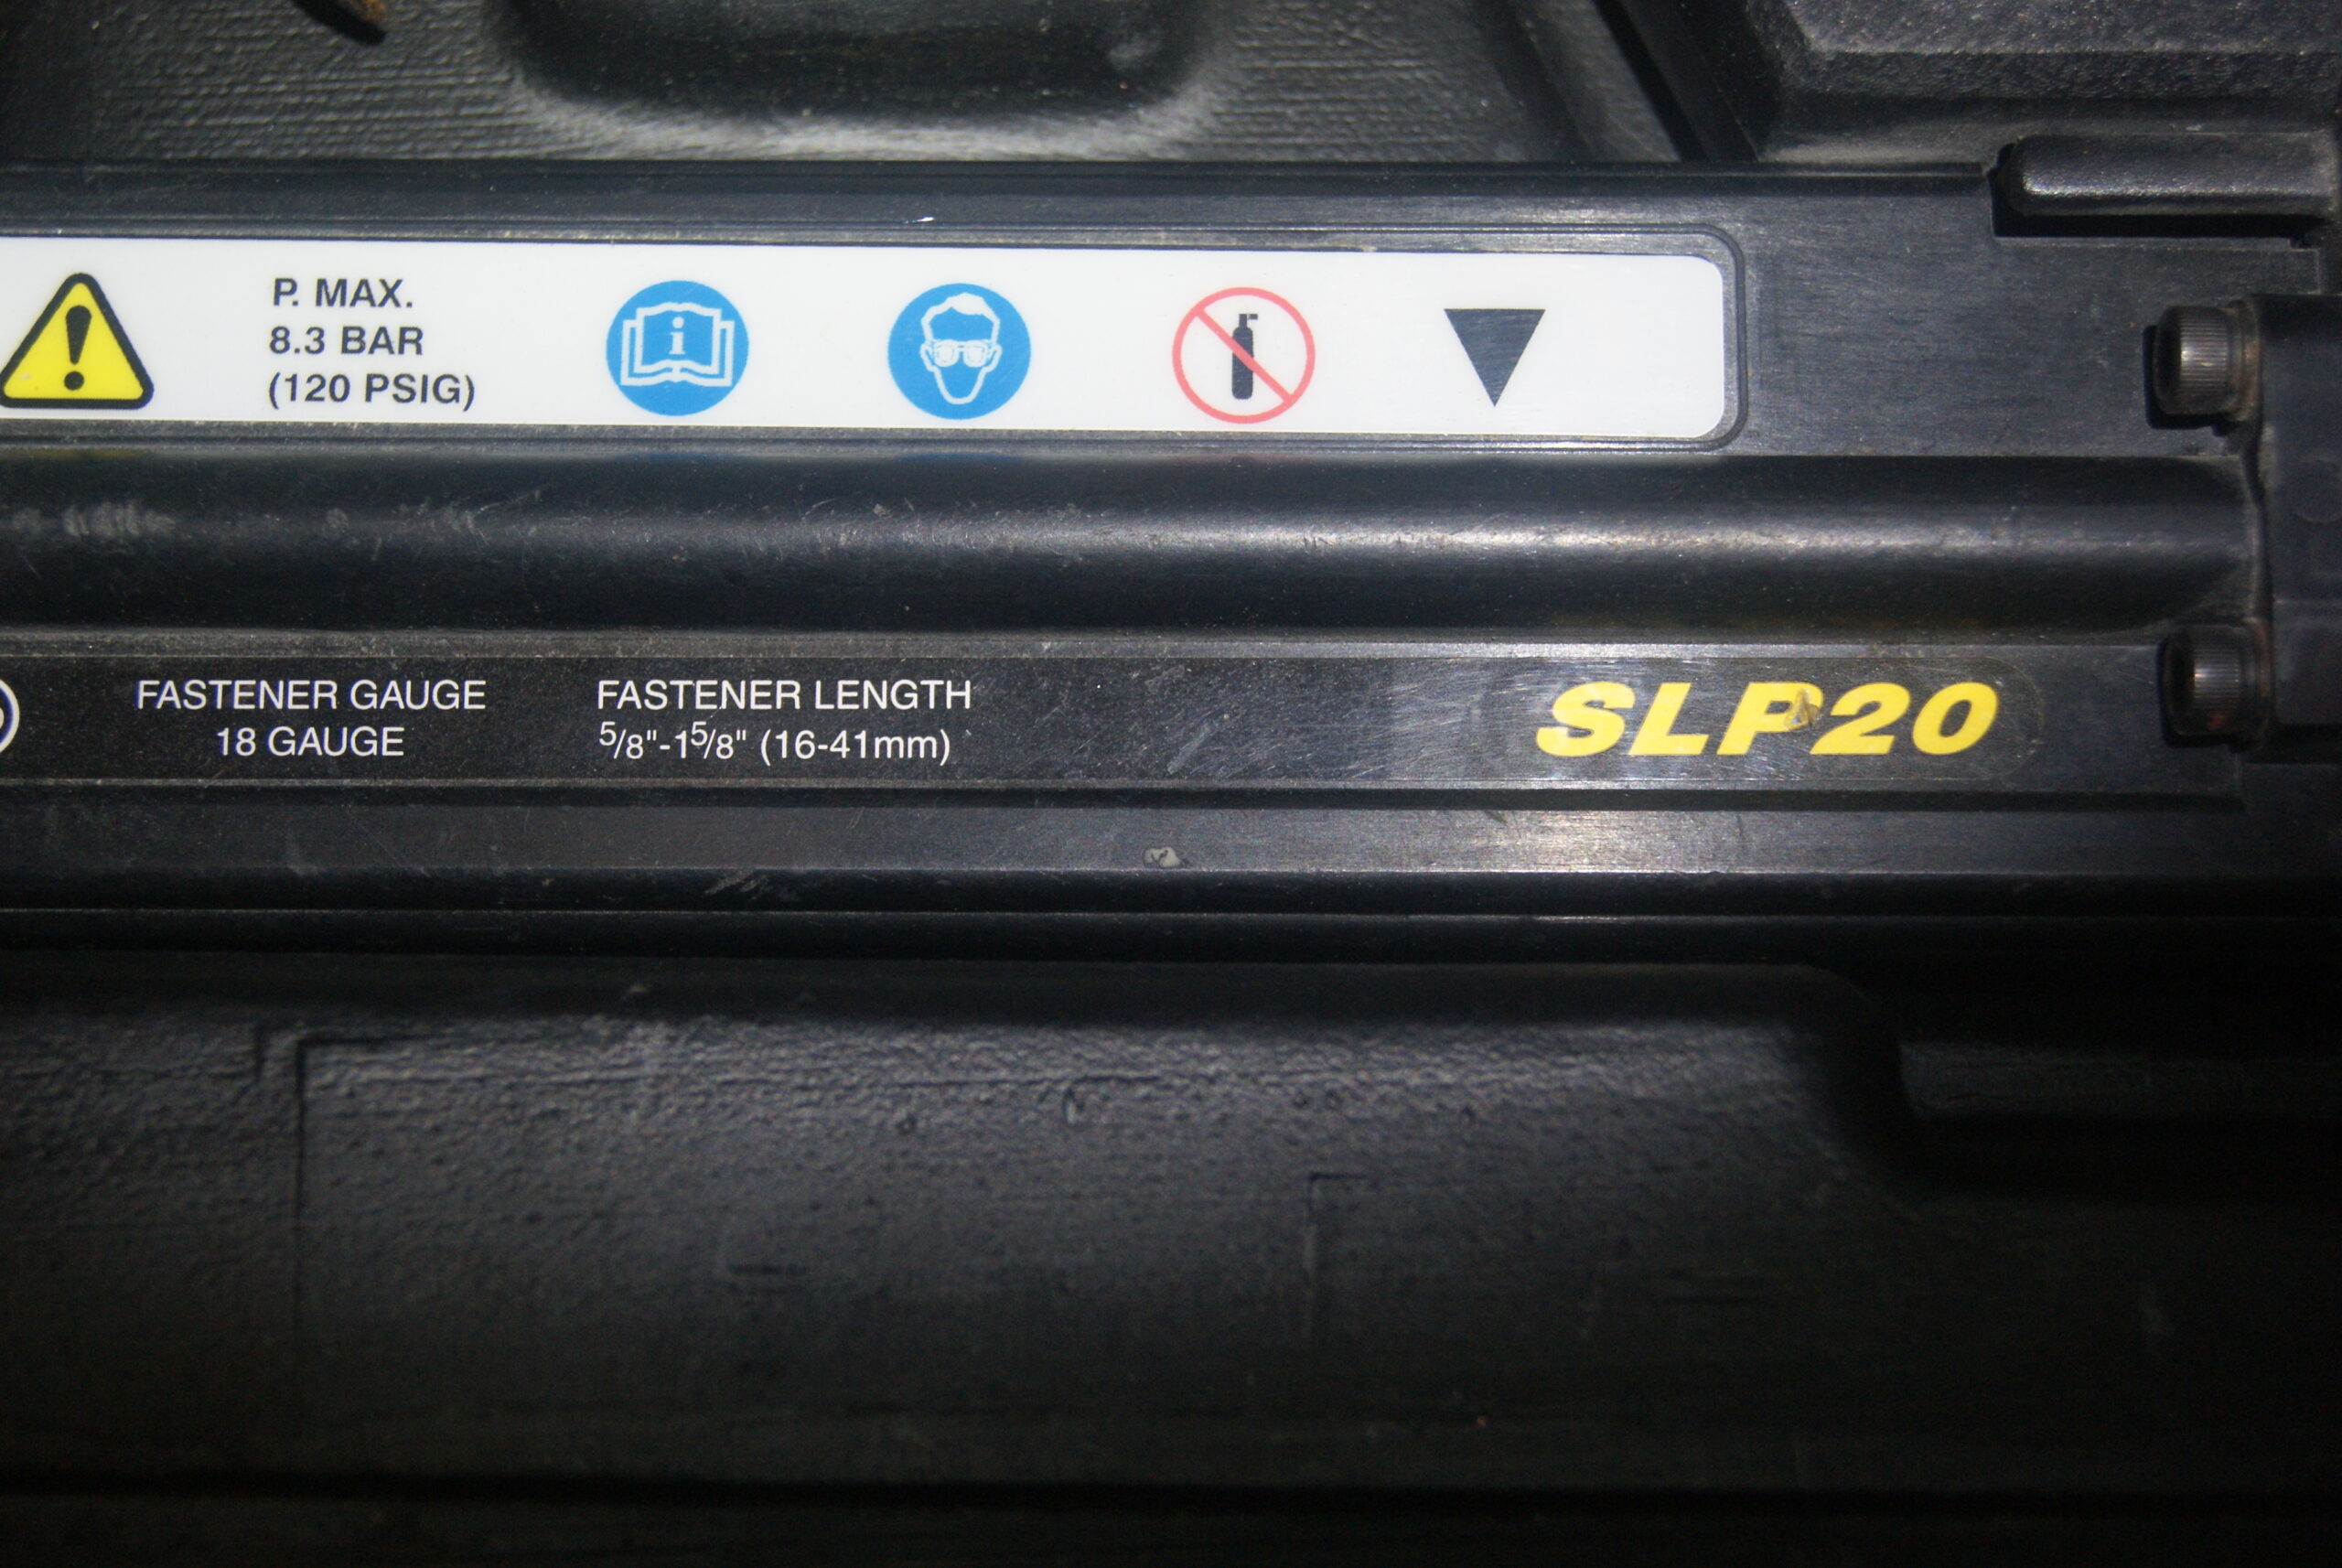 P. MAX.
8.3 BAR
(120 PSIG)
FASTENER GAUGE
18 GAUGE
FASTENER LENGTH
5/8"-15/8" (16-41mm)
SLP20